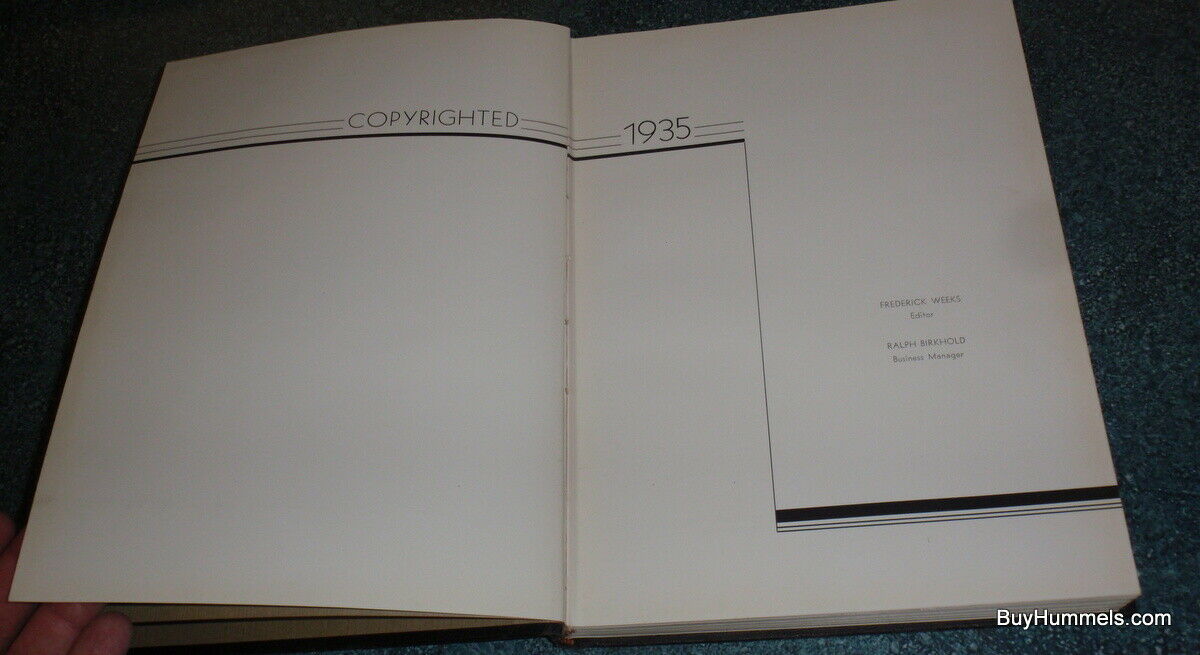 COPYRIGHTED 1935
FREDERICK WEEKS
Editor
RALPH BIRKHOLD
Business Manager
BuyHummels.com